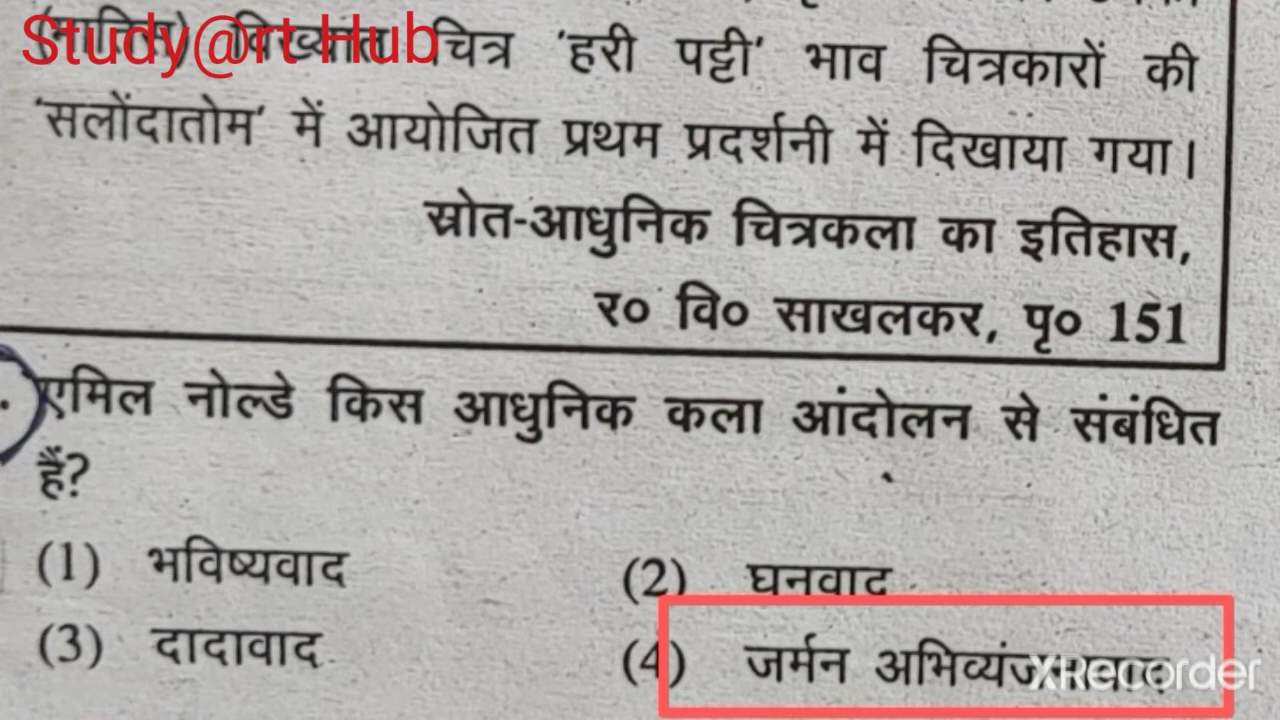 Study@rt Hub
चित्र 'हरी पट्टी' भाव चित्रकारों की
'सलोंदातोम' में आयोजित प्रथम प्रदर्शनी में दिखाया गया।
स्रोत-आधुनिक चित्रकला का इतिहास,
र० वि० साखलकर, पृ० 151
एमिल नोल्डे किस आधुनिक कला आंदोलन से संबंधित
हैं?
(1) भविष्यवाद (2) घनवाद
(3) दादावाद (4) जर्मन अभिव्यंजनावाद
XRecorder